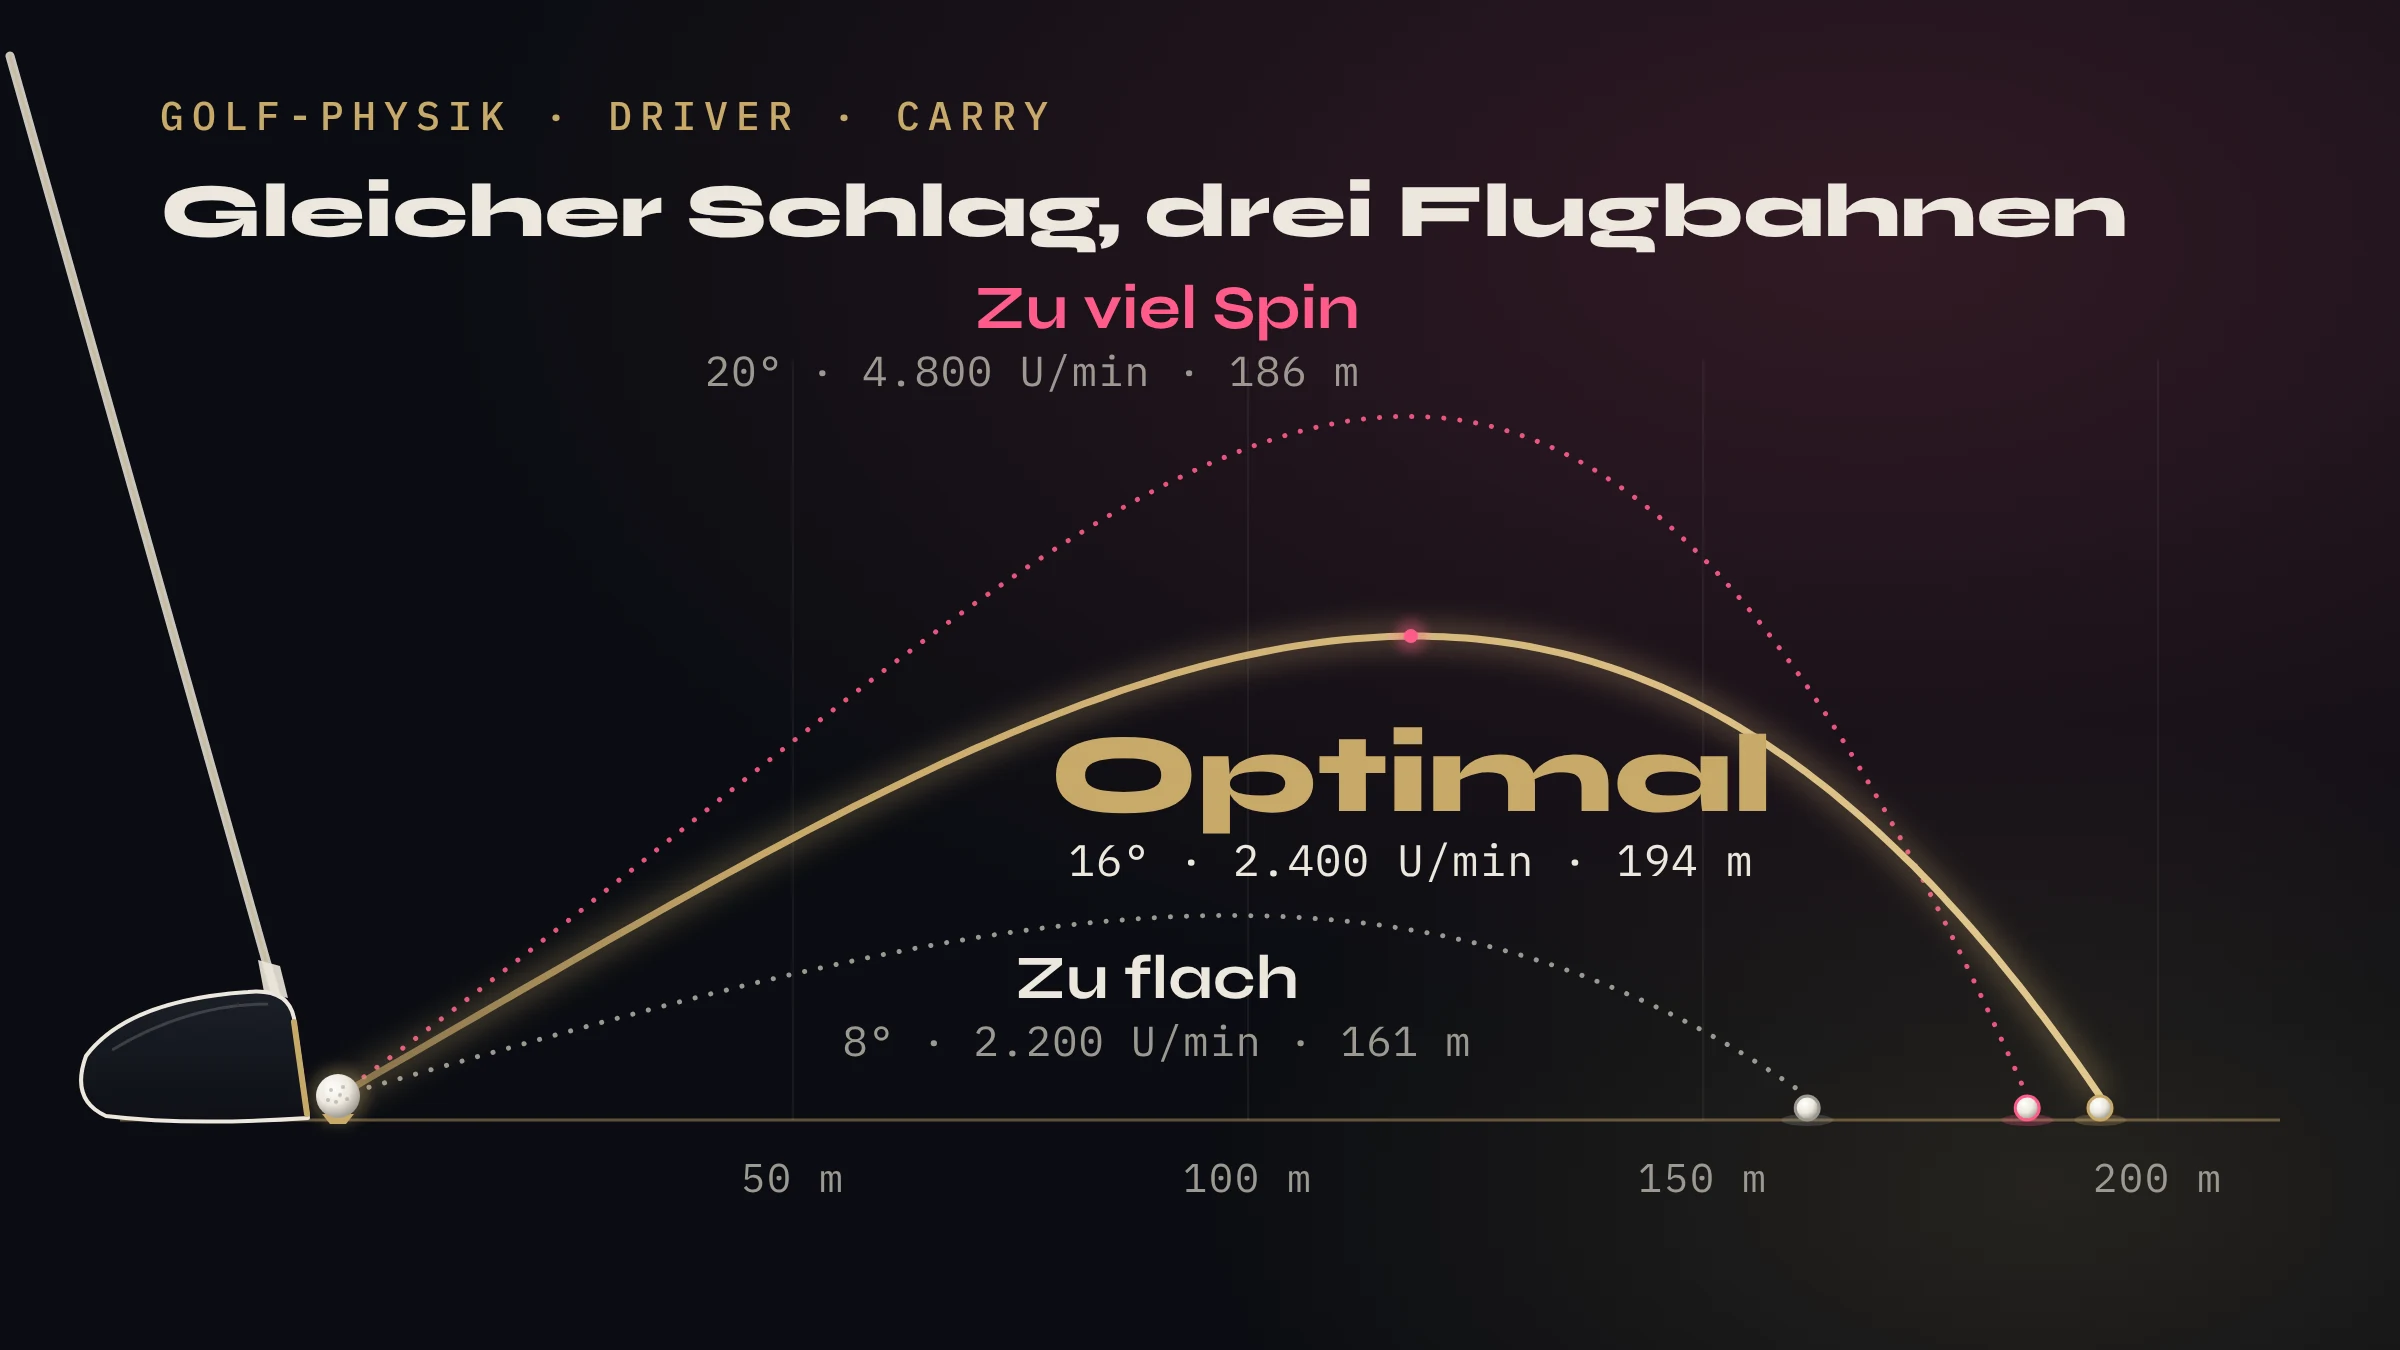 GOLF-PHYSIK · DRIVER · CARRY
Gleicher Schlag, drei Flugbahnen
Zu viel Spin
20° · 4.800 U/min · 186 m
Optimal
16° · 2.400 U/min · 194 m
Zu flach
8° · 2.200 U/min · 161 m
50 m
100 m
150 m
200 m